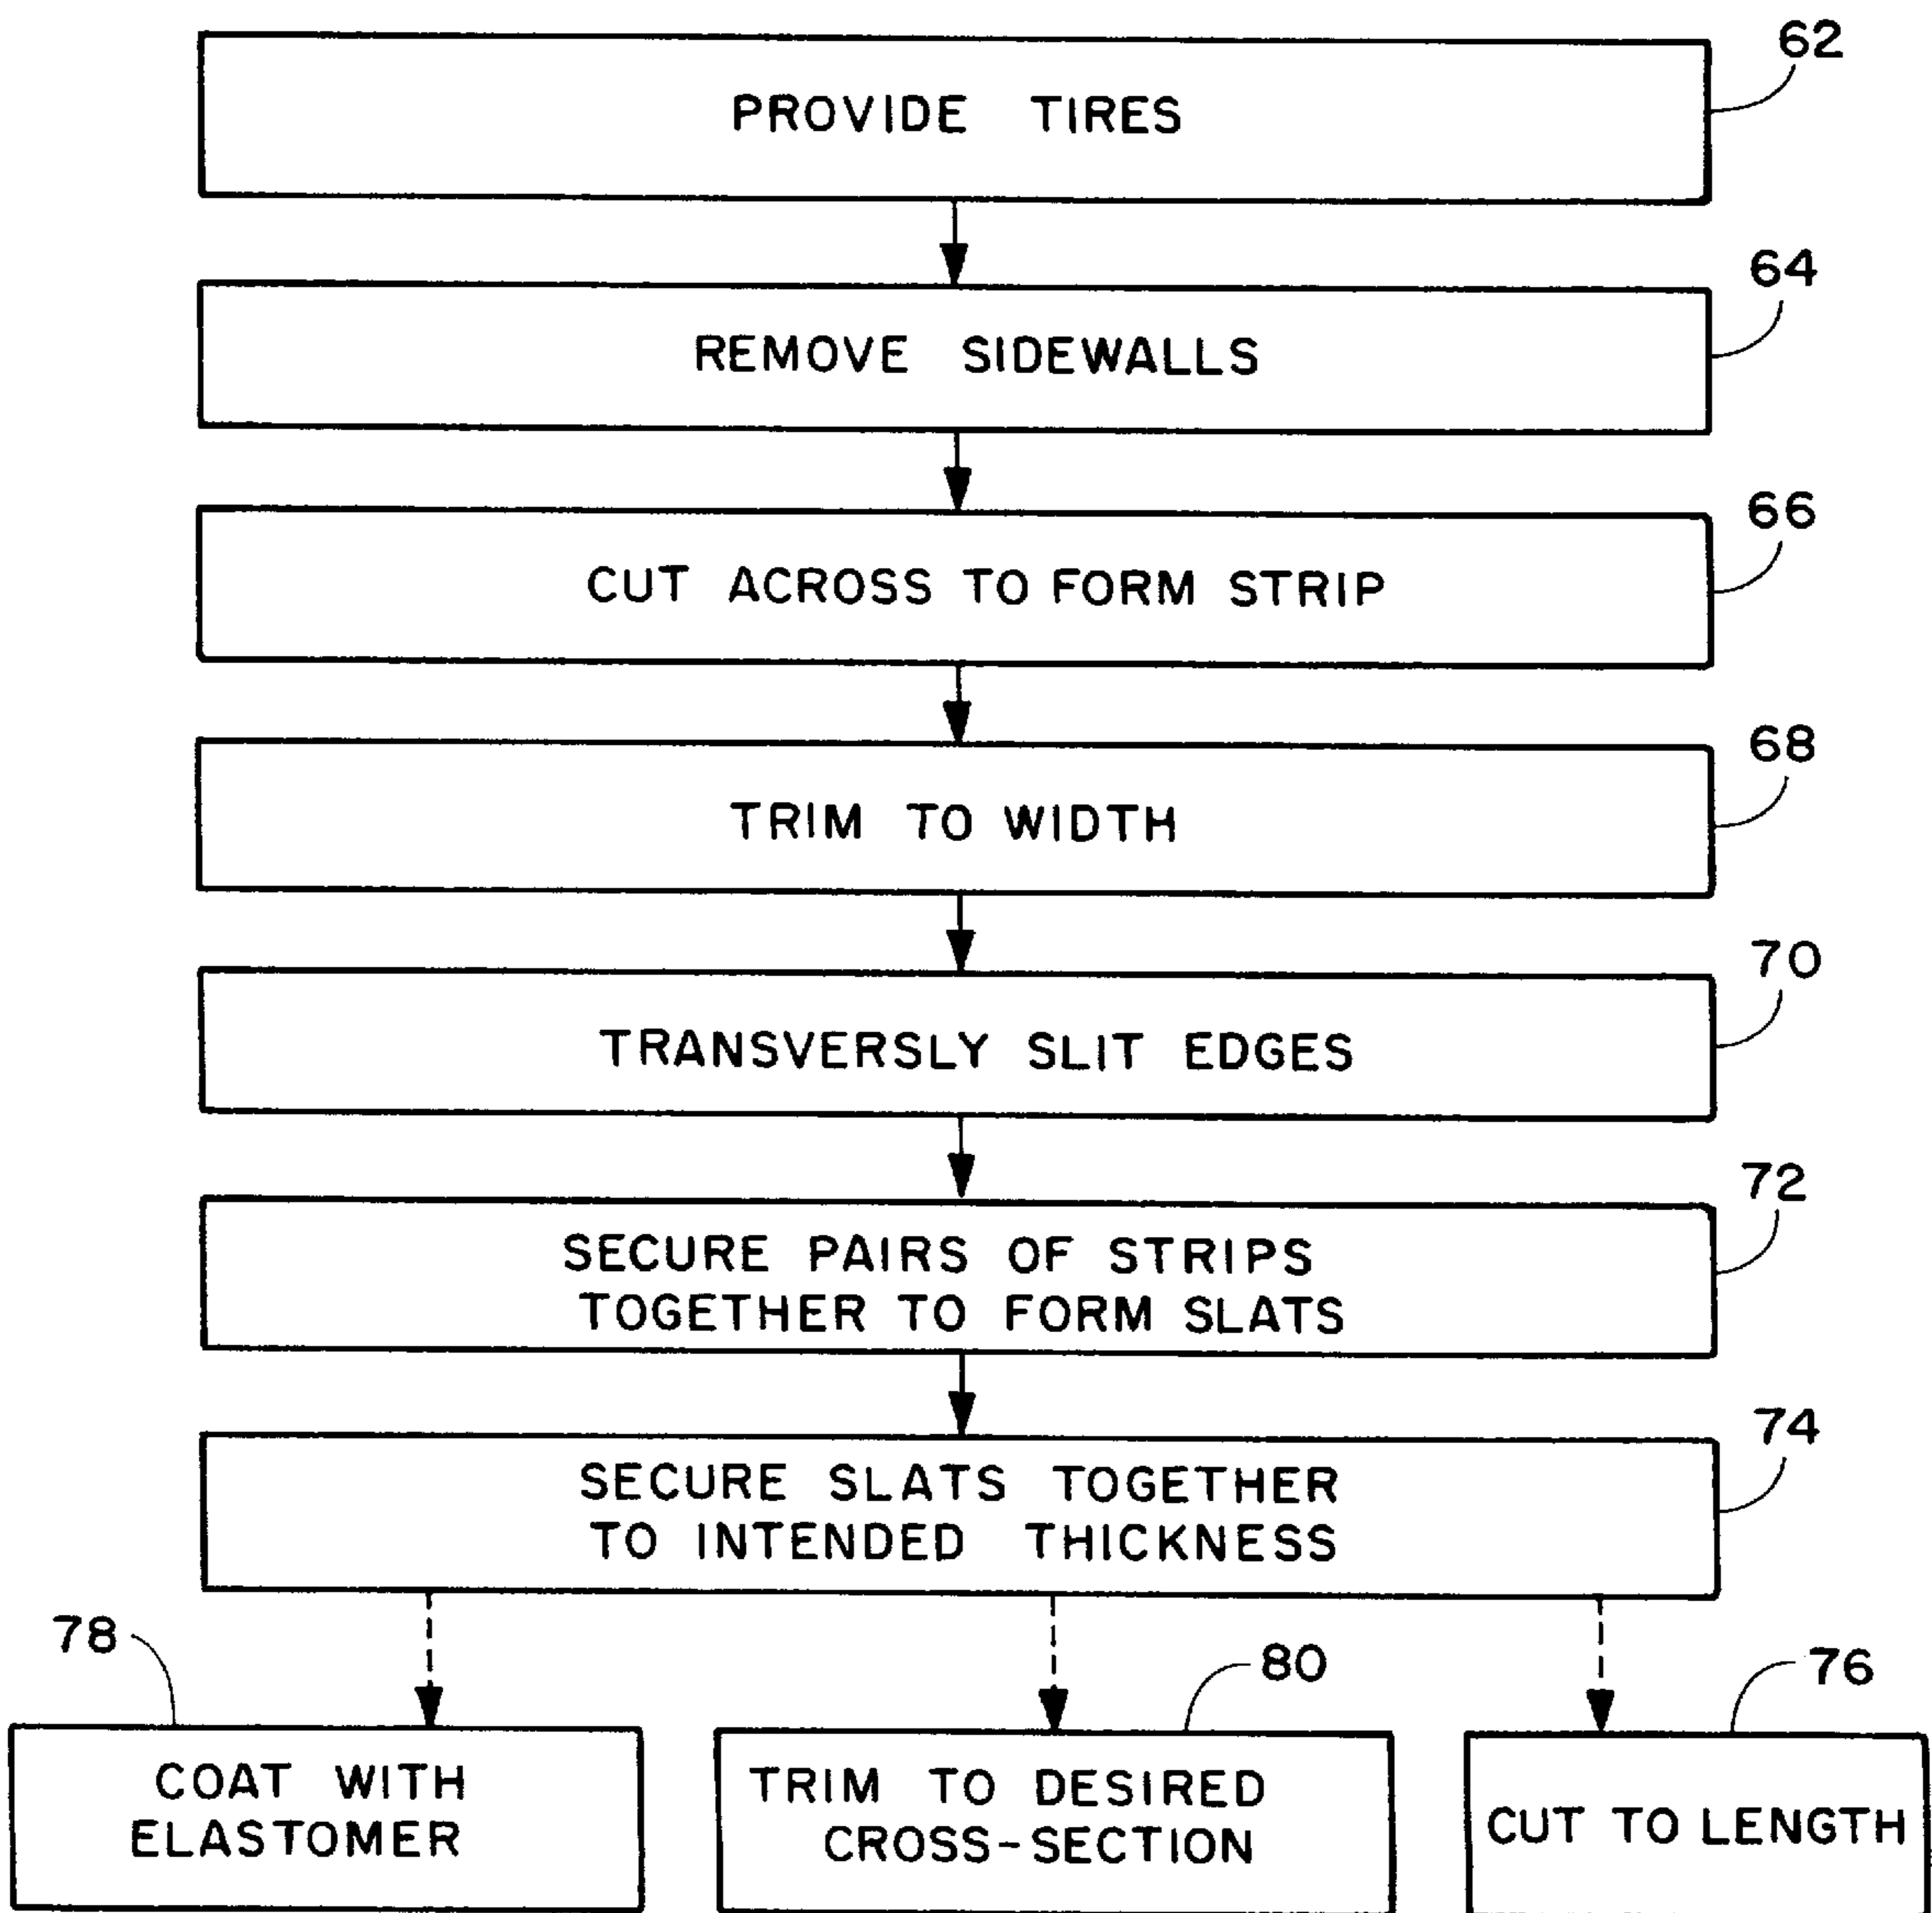 62
PROVIDE TIRES
64
REMOVE SIDEWALLS
66
CUT ACROSS TO FORM STRIP
68
TRIM TO WIDTH
70
TRANSVERSLY SLIT EDGES
72
SECURE PAIRS OF STRIPS
TOGETHER TO FORM SLATS
74
SECURE SLATS TOGETHER
TO INTENDED THICKNESS
78
COAT WITH
ELASTOMER
80
TRIM TO DESIRED
CROSS-SECTION
76
CUT TO LENGTH